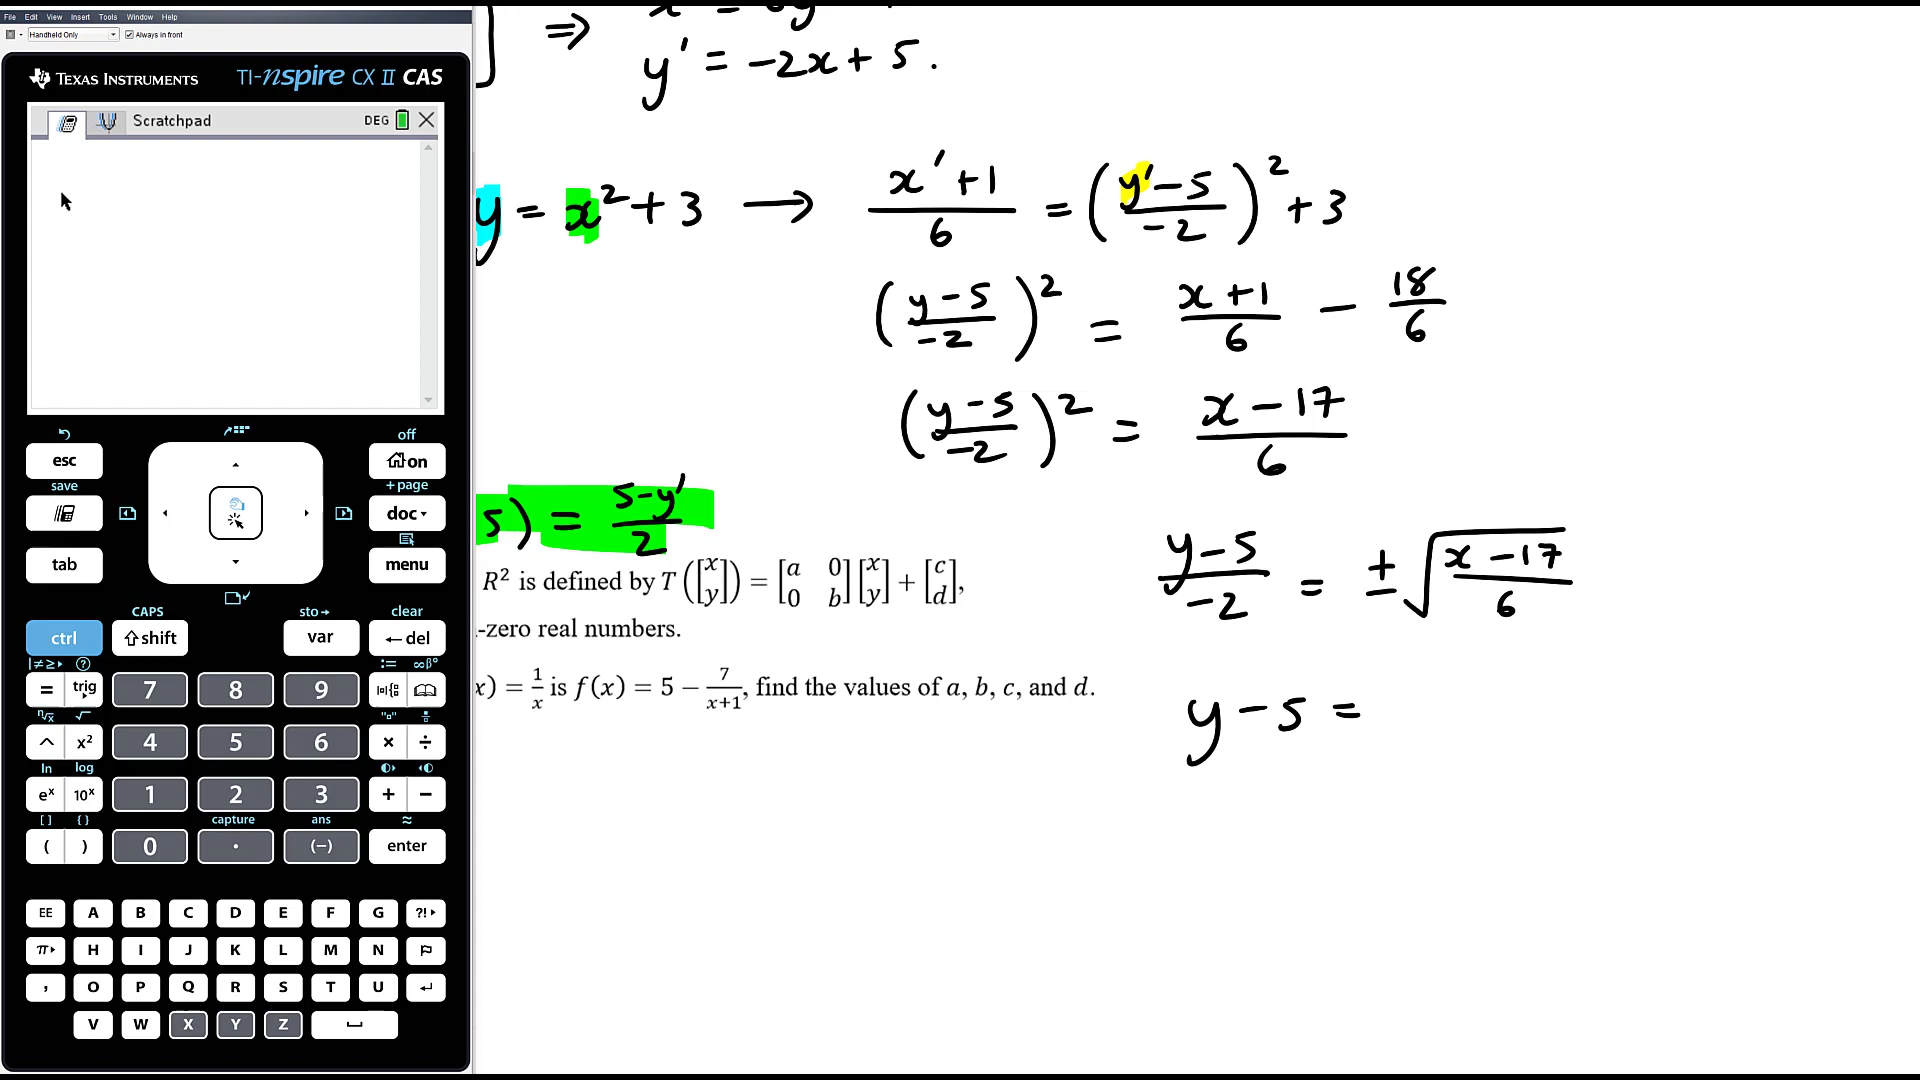 File Edit View Insert Tools Window Help
Handheld Only Always in front
TEXAS INSTRUMENTS TI-nspire CX II CAS
Scratchpad DEG
off
esc on
save + page
doc
tab menu
CAPS sto→ clear
ctrl shift var ←del
|≠≥▸ ? := ∞β°
= trig 7 8 9
ⁿ√x √ "▫"
^ x² 4 5 6 × ÷
ln log
eˣ 10ˣ 1 2 3 + −
[ ] { } capture ans ≈
( ) 0 . (−) enter
EE A B C D E F G ?!▸
π▸ H I J K L M N
, O P Q R S T U ↵
V W X Y Z
⇒
y' = -2x + 5.
y = x² + 3 → (x' + 1)/6 = ((y' - 5)/-2)² + 3
((y - 5)/-2)² = (x + 1)/6 - 18/6
((y - 5)/-2)² = (x - 17)/6
5) = (5 - y')/2
(y - 5)/-2 = ±√((x - 17)/6)
y - 5 =
R² is defined by T([x y]) = [a 0 0 b][x y] + [c d],
-zero real numbers.
x) = 1/x is f(x) = 5 − 7/(x+1), find the values of a, b, c, and d.